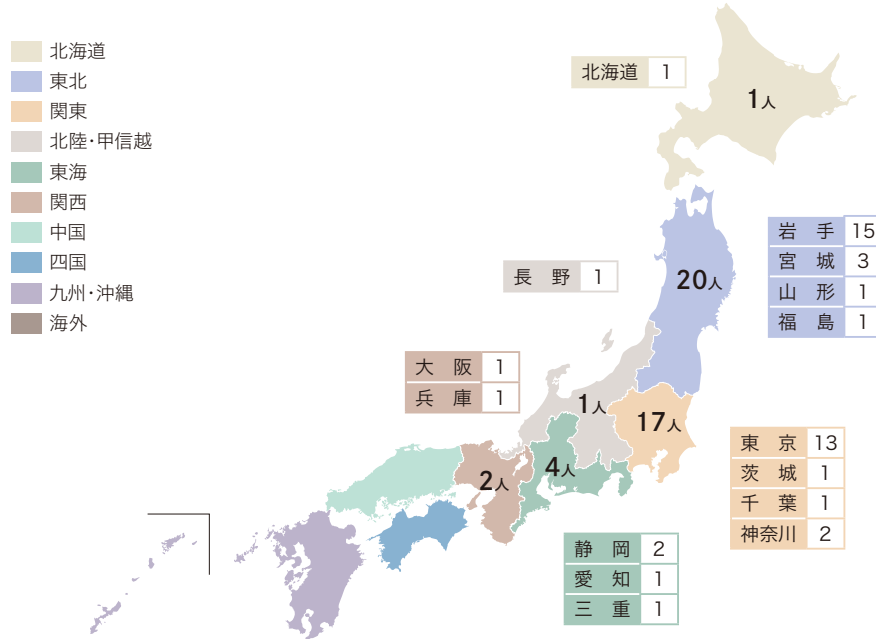 北海道
東北
関東
北陸・甲信越
東海
関西
中国
四国
九州・沖縄
海外
北海道 1
1人
岩手 15
宮城 3
山形 1
福島 1
20人
長野 1
大阪 1
兵庫 1
1人
17人
4人
2人
東京 13
茨城 1
千葉 1
神奈川 2
静岡 2
愛知 1
三重 1